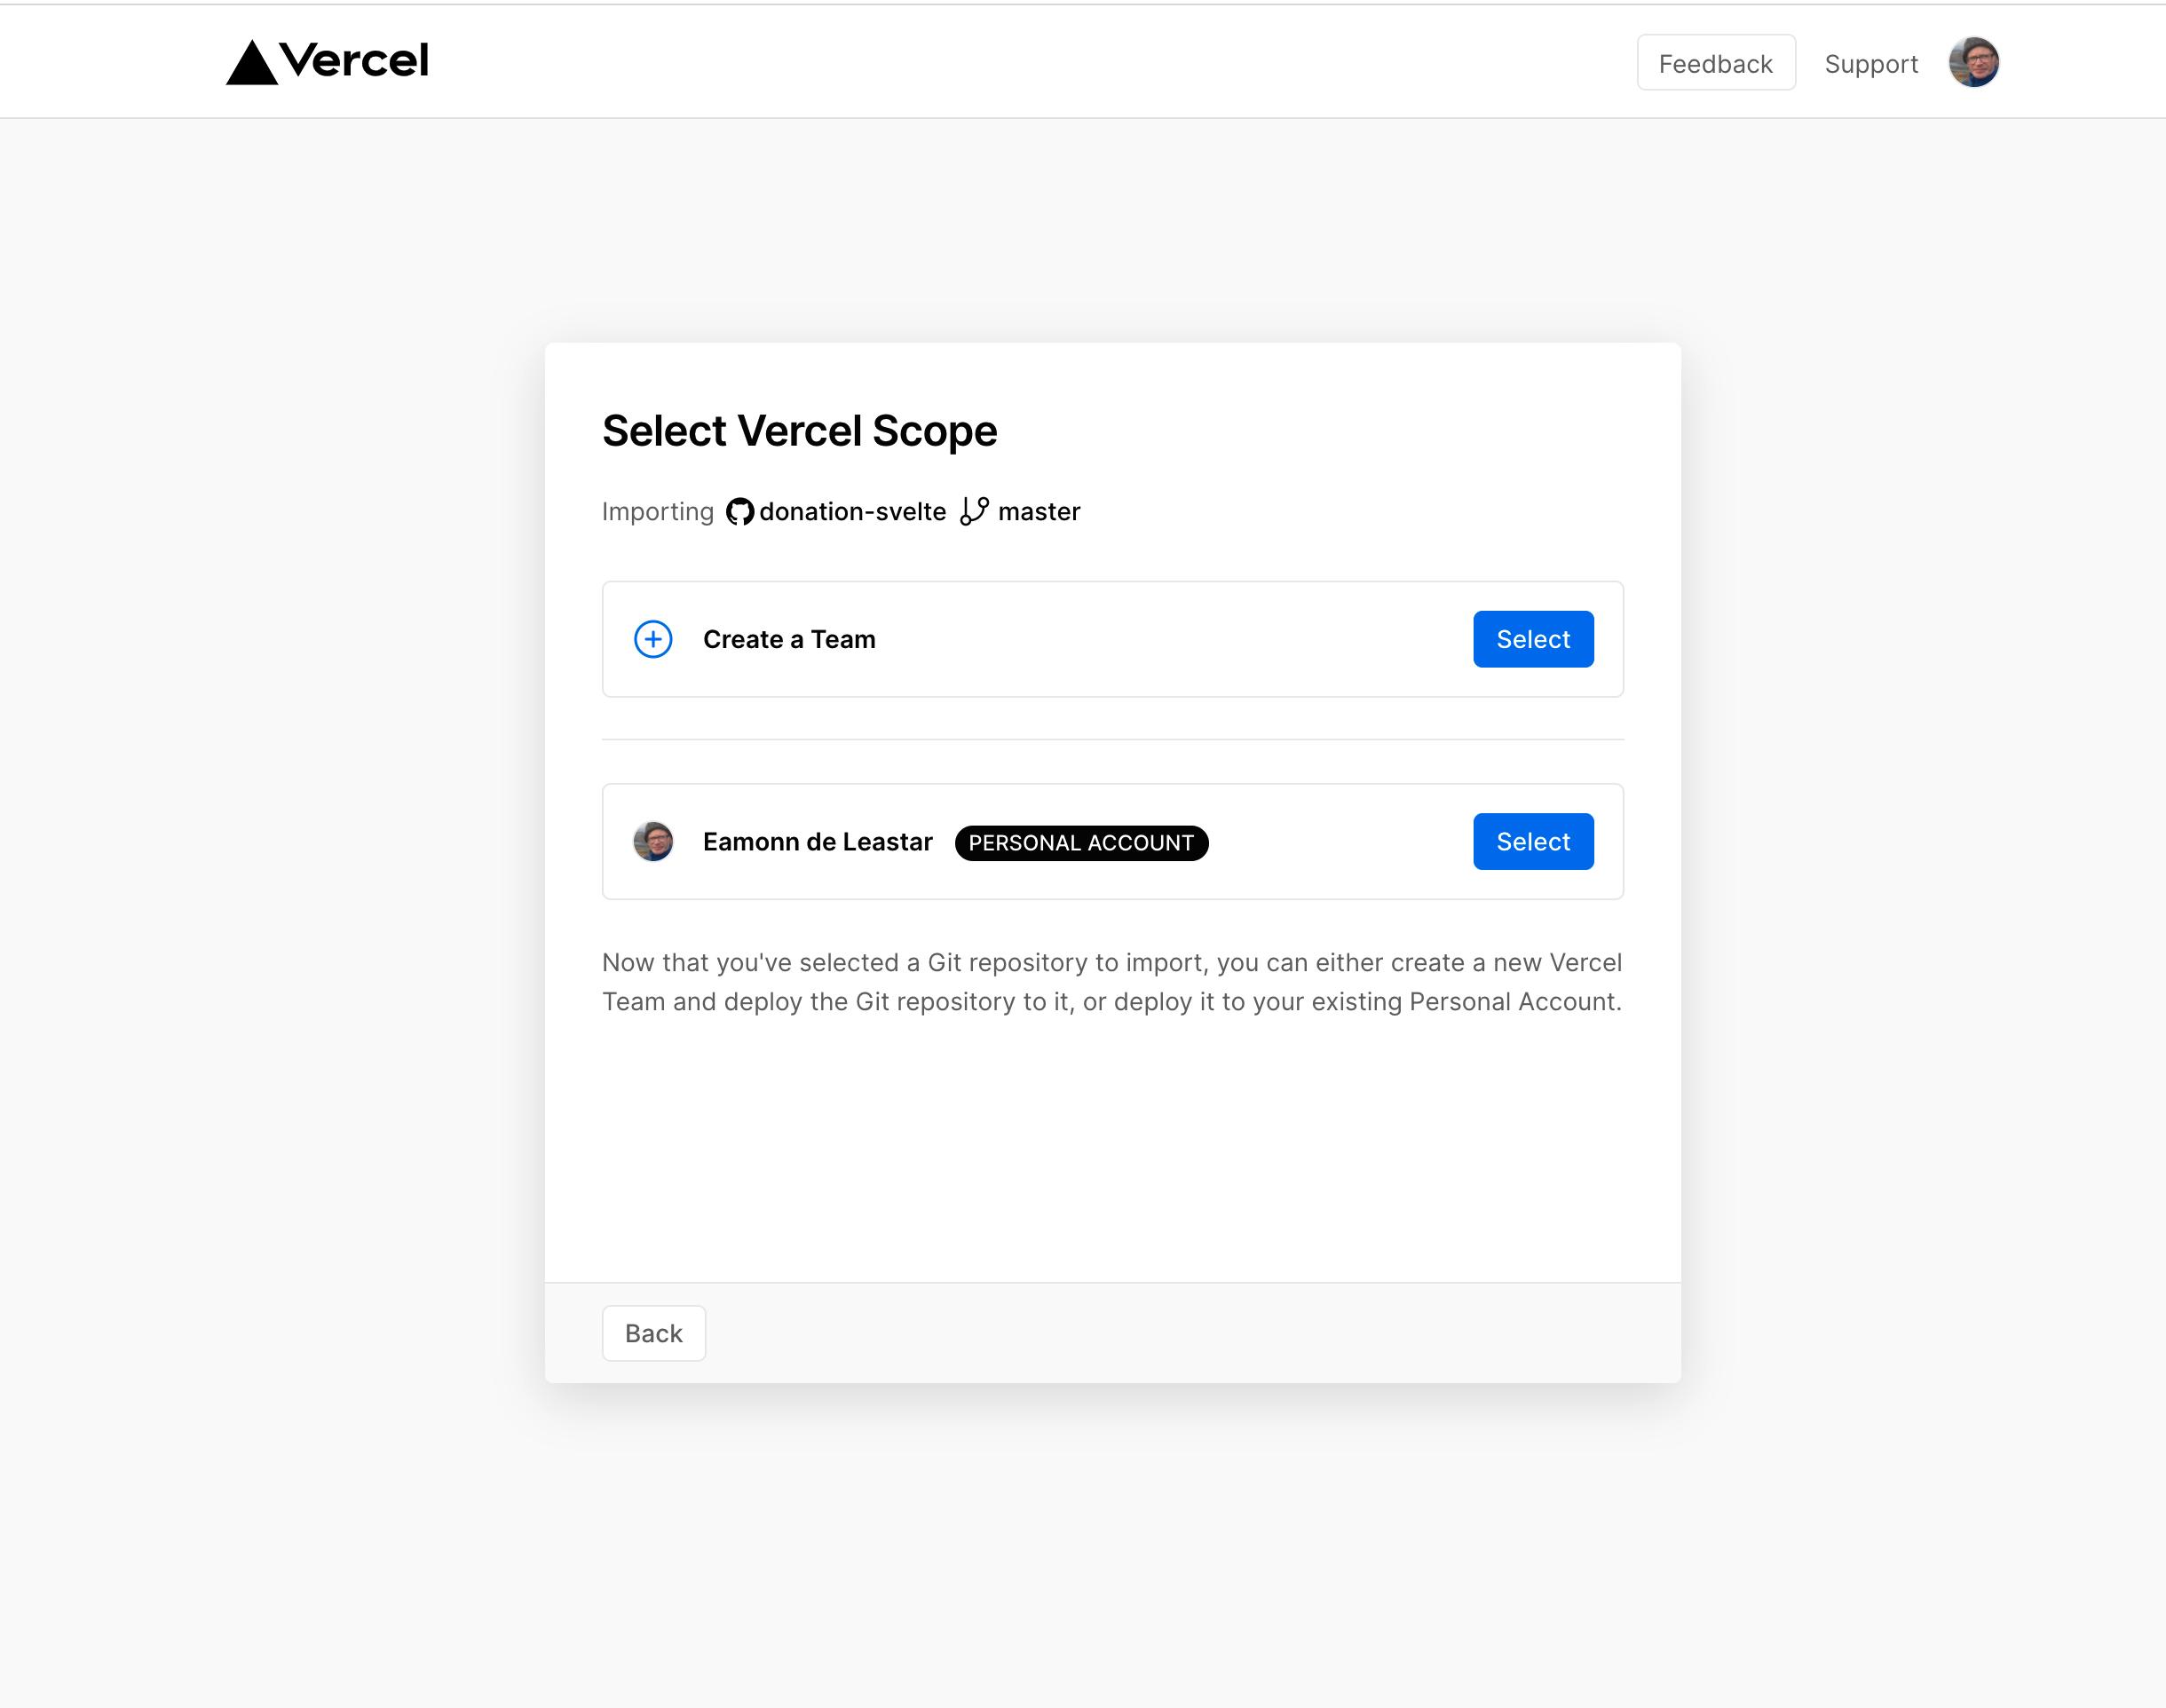 Vercel
Feedback
Support
Select Vercel Scope
Importing donation-svelte master
Create a Team
Select
Eamonn de Leastar PERSONAL ACCOUNT
Select
Now that you've selected a Git repository to import, you can either create a new Vercel
Team and deploy the Git repository to it, or deploy it to your existing Personal Account.
Back